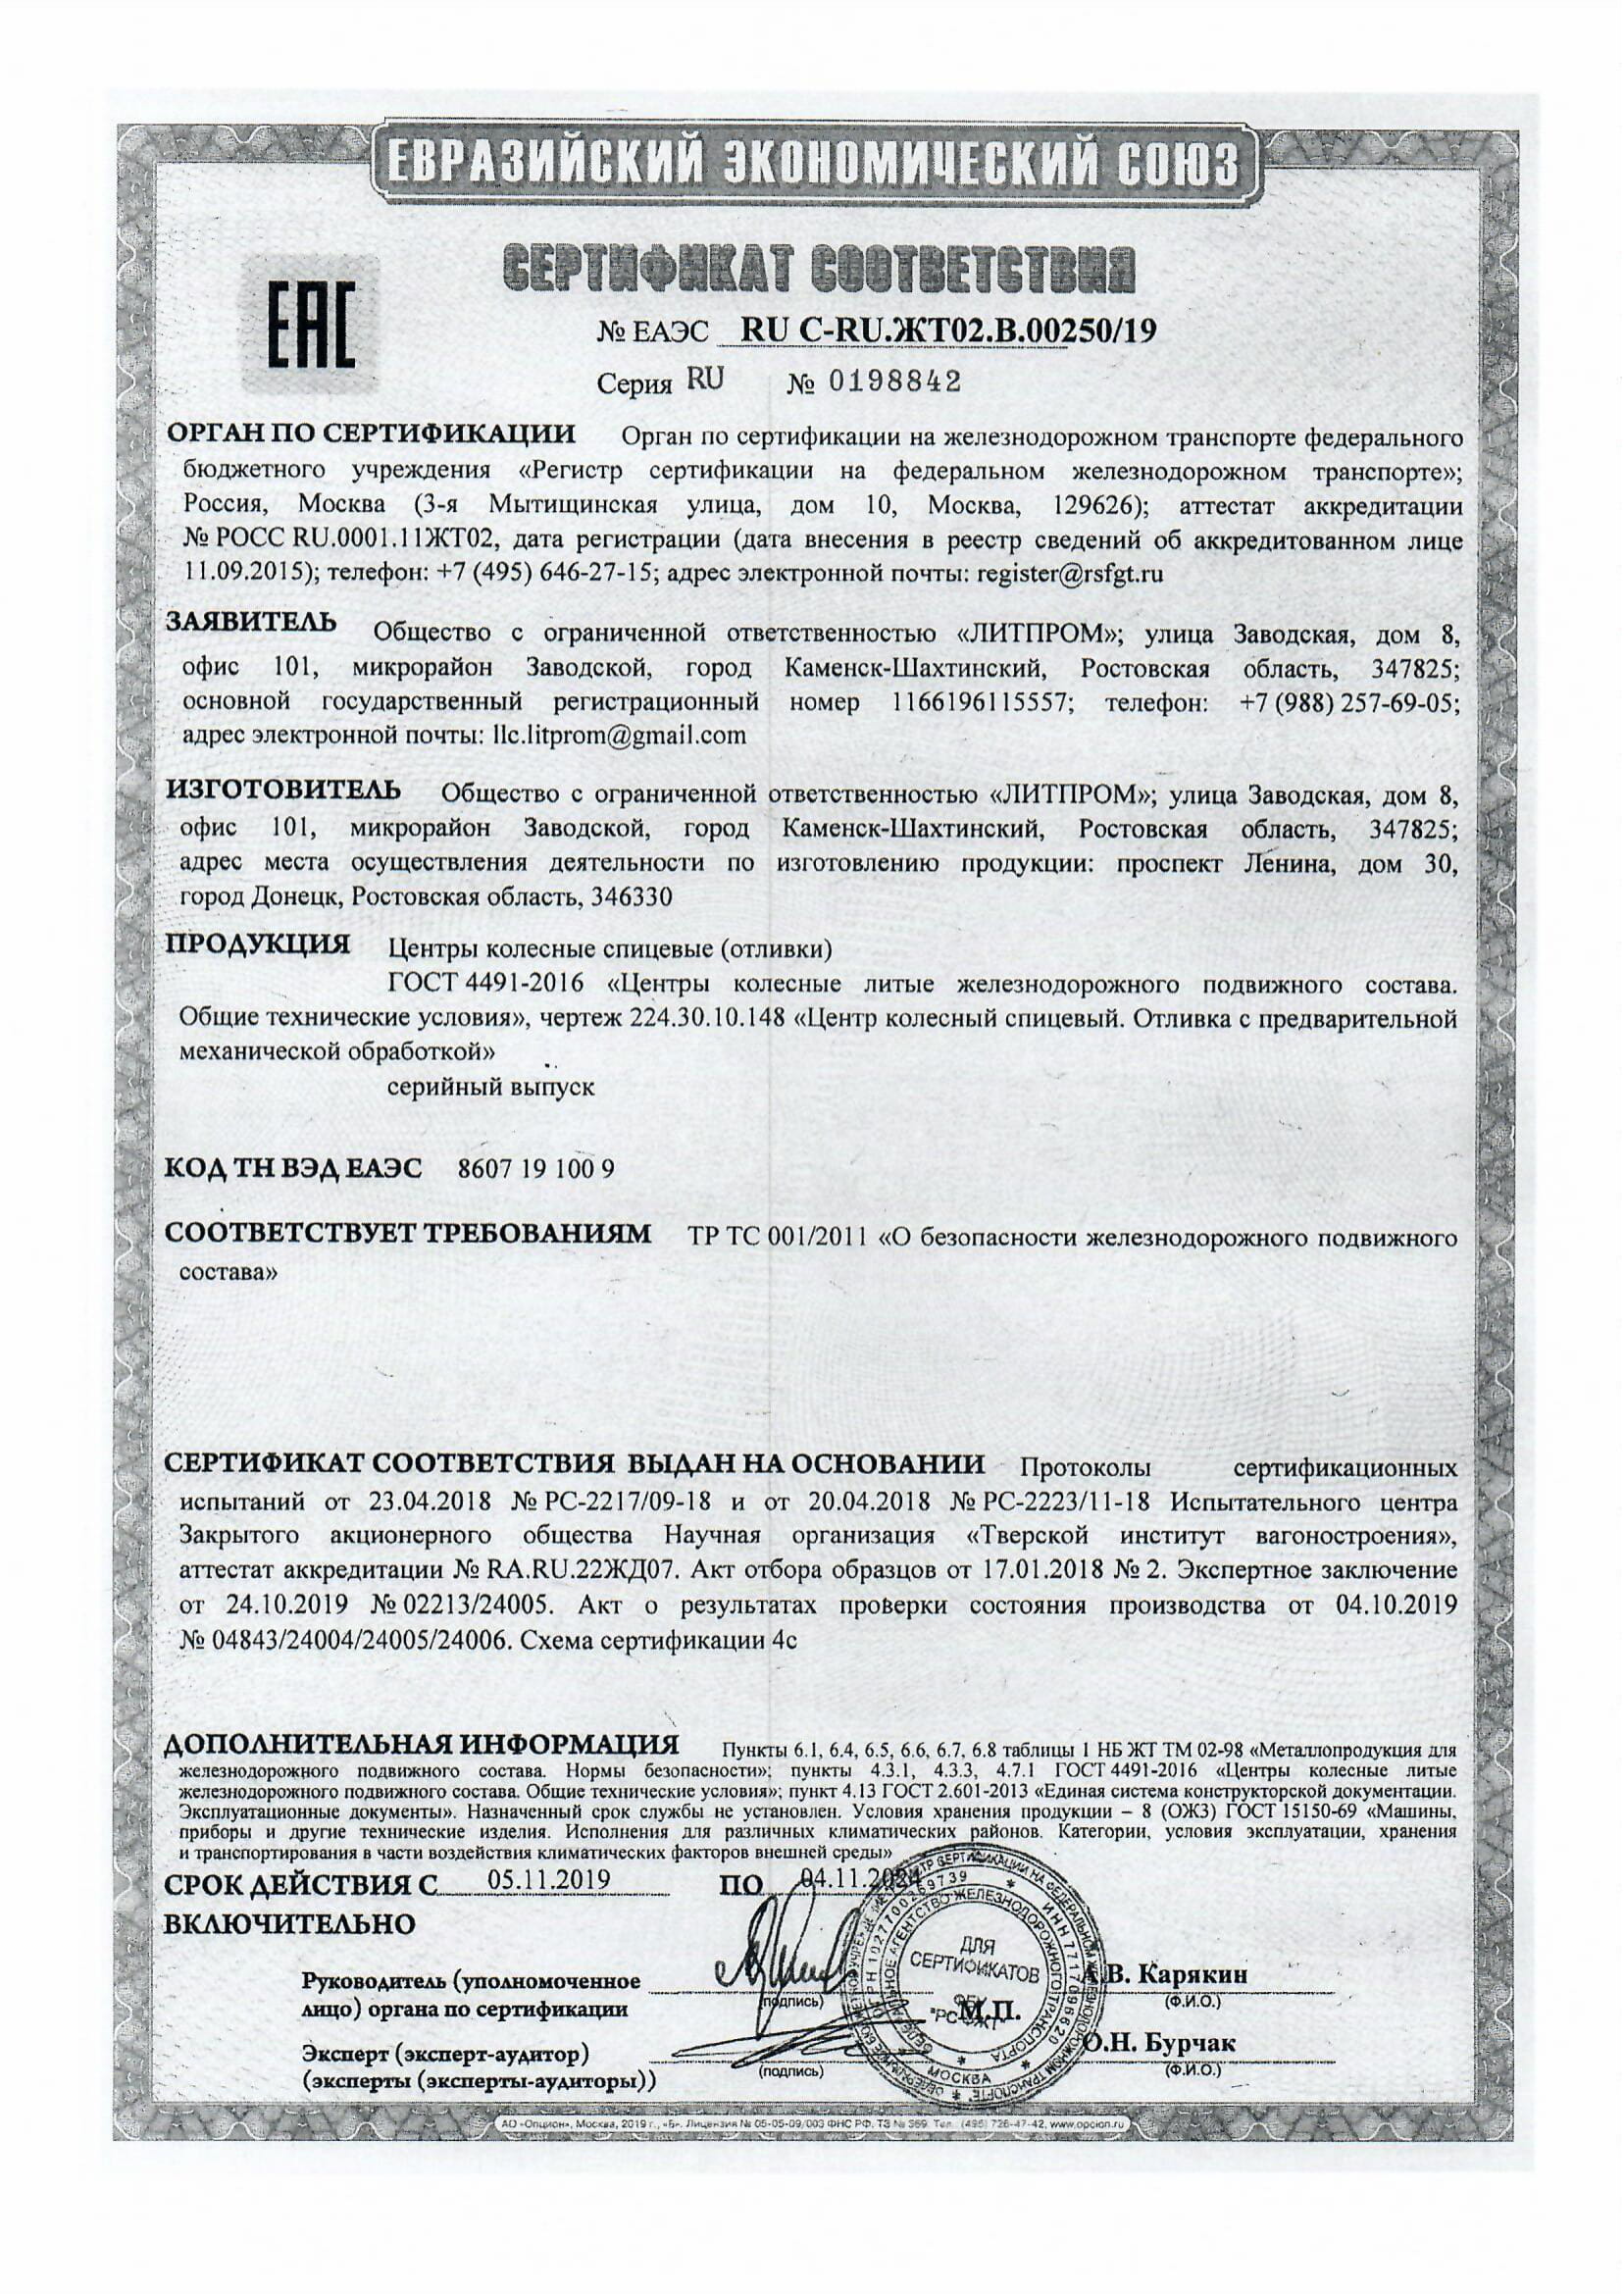 ЕВРАЗИЙСКИЙ ЭКОНОМИЧЕСКИЙ СОЮЗ
ЕАС
СЕРТИФИКАТ СООТВЕТСТВИЯ
№ ЕАЭС RU C-RU.ЖТ02.В.00250/19
Серия RU № 0198842
ОРГАН ПО СЕРТИФИКАЦИИ Орган по сертификации на железнодорожном транспорте федерального
бюджетного учреждения «Регистр сертификации на федеральном железнодорожном транспорте»;
Россия, Москва (3-я Мытищинская улица, дом 10, Москва, 129626); аттестат аккредитации
№ РОСС RU.0001.11ЖТ02, дата регистрации (дата внесения в реестр сведений об аккредитованном лице
11.09.2015); телефон: +7 (495) 646-27-15; адрес электронной почты: register@rsfgt.ru
ЗАЯВИТЕЛЬ Общество с ограниченной ответственностью «ЛИТПРОМ»; улица Заводская, дом 8,
офис 101, микрорайон Заводской, город Каменск-Шахтинский, Ростовская область, 347825;
основной государственный регистрационный номер 1166196115557; телефон: +7 (988) 257-69-05;
адрес электронной почты: llc.litprom@gmail.com
ИЗГОТОВИТЕЛЬ Общество с ограниченной ответственностью «ЛИТПРОМ»; улица Заводская, дом 8,
офис 101, микрорайон Заводской, город Каменск-Шахтинский, Ростовская область, 347825;
адрес места осуществления деятельности по изготовлению продукции: проспект Ленина, дом 30,
город Донецк, Ростовская область, 346330
ПРОДУКЦИЯ Центры колесные спицевые (отливки)
ГОСТ 4491-2016 «Центры колесные литые железнодорожного подвижного состава.
Общие технические условия», чертеж 224.30.10.148 «Центр колесный спицевый. Отливка с предварительной
механической обработкой»
серийный выпуск
КОД ТН ВЭД ЕАЭС 8607 19 100 9
СООТВЕТСТВУЕТ ТРЕБОВАНИЯМ ТР ТС 001/2011 «О безопасности железнодорожного подвижного
состава»
СЕРТИФИКАТ СООТВЕТСТВИЯ ВЫДАН НА ОСНОВАНИИ Протоколы сертификационных
испытаний от 23.04.2018 № РС-2217/09-18 и от 20.04.2018 № РС-2223/11-18 Испытательного центра
Закрытого акционерного общества Научная организация «Тверской институт вагоностроения»,
аттестат аккредитации № RA.RU.22ЖД07. Акт отбора образцов от 17.01.2018 № 2. Экспертное заключение
от 24.10.2019 № 02213/24005. Акт о результатах проверки состояния производства от 04.10.2019
№ 04843/24004/24005/24006. Схема сертификации 4с
ДОПОЛНИТЕЛЬНАЯ ИНФОРМАЦИЯ Пункты 6.1, 6.4, 6.5, 6.6, 6.7, 6.8 таблицы 1 НБ ЖТ ТМ 02-98 «Металлопродукция для
железнодорожного подвижного состава. Нормы безопасности»; пункты 4.3.1, 4.3.3, 4.7.1 ГОСТ 4491-2016 «Центры колесные литые
железнодорожного подвижного состава. Общие технические условия»; пункт 4.13 ГОСТ 2.601-2013 «Единая система конструкторской документации.
Эксплуатационные документы». Назначенный срок службы не установлен. Условия хранения продукции – 8 (ОЖ3) ГОСТ 15150-69 «Машины,
приборы и другие технические изделия. Исполнения для различных климатических районов. Категории, условия эксплуатации, хранения
и транспортирования в части воздействия климатических факторов внешней среды»
СРОК ДЕЙСТВИЯ С 05.11.2019 ПО 04.11.2024
ВКЛЮЧИТЕЛЬНО
Руководитель (уполномоченное
лицо) органа по сертификации
(подпись)
А.В. Карякин
(Ф.И.О.)
М.П.
ДЛЯ
СЕРТИФИКАТОВ
ФБУ
МОСКВА
ОГРН 1027700269739
ИНН 7717096620
ФЕДЕРАЛЬНОЕ АГЕНТСТВО ЖЕЛЕЗНОДОРОЖНОГО ТРАНСПОРТА
Эксперт (эксперт-аудитор)
(эксперты (эксперты-аудиторы))
(подпись)
О.Н. Бурчак
(Ф.И.О.)
АО «Опцион», Москва, 2019 г., «Б». Лицензия № 05-05-09/003 ФНС РФ. ТЗ № 369. Тел.: (495) 726-47-42, www.opcion.ru